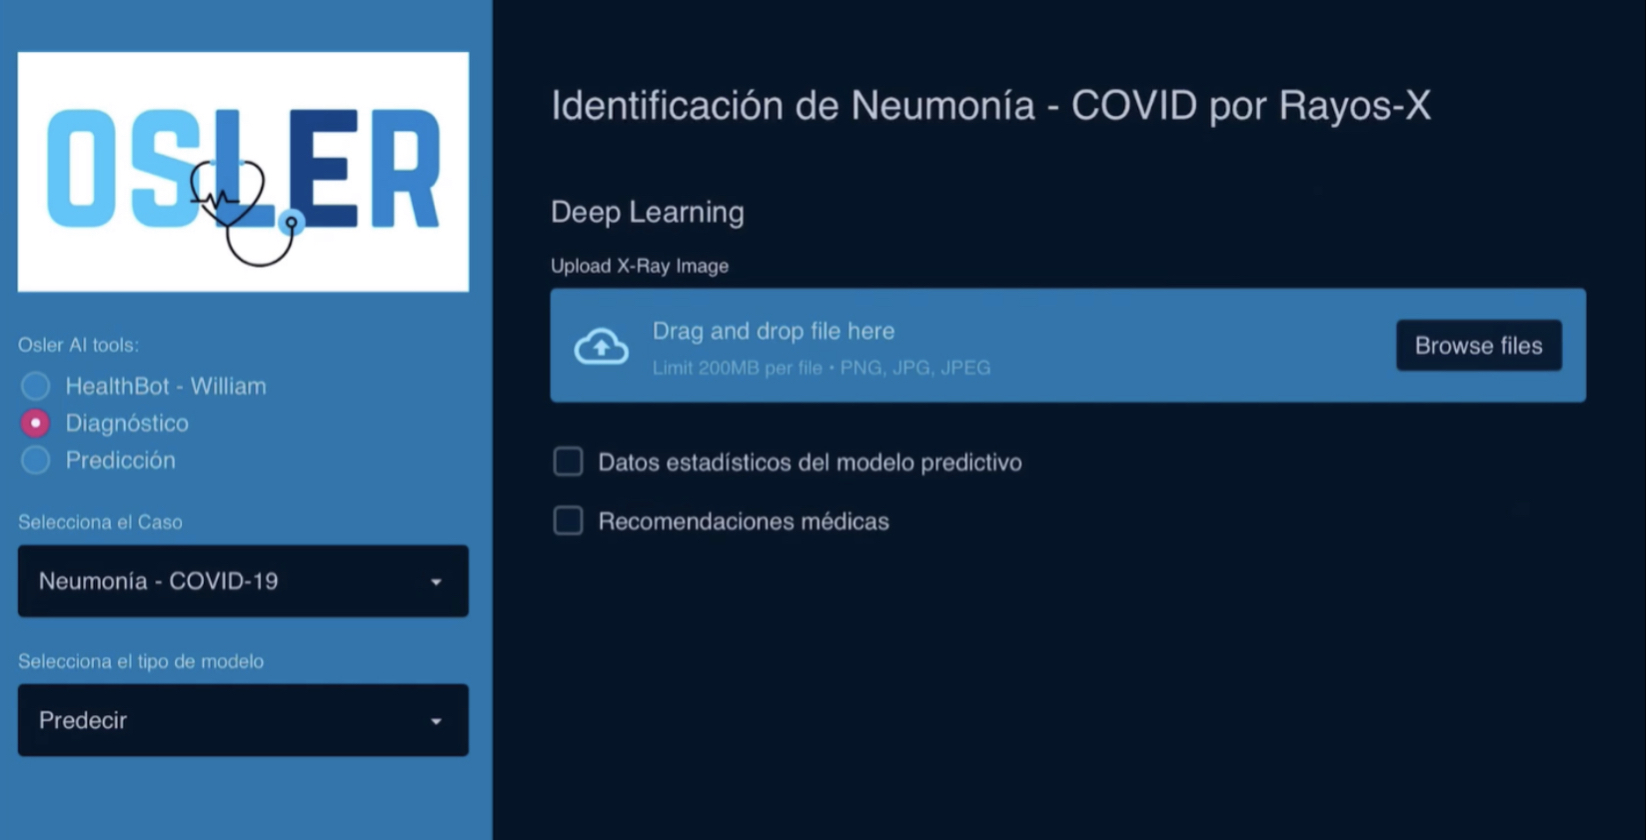 OSLER
Osler AI tools:
HealthBot - William
Diagnóstico
Predicción
Selecciona el Caso
Neumonía - COVID-19
Selecciona el tipo de modelo
Predecir
Identificación de Neumonía - COVID por Rayos-X
Deep Learning
Upload X-Ray Image
Drag and drop file here
Limit 200MB per file • PNG, JPG, JPEG
Browse files
Datos estadísticos del modelo predictivo
Recomendaciones médicas